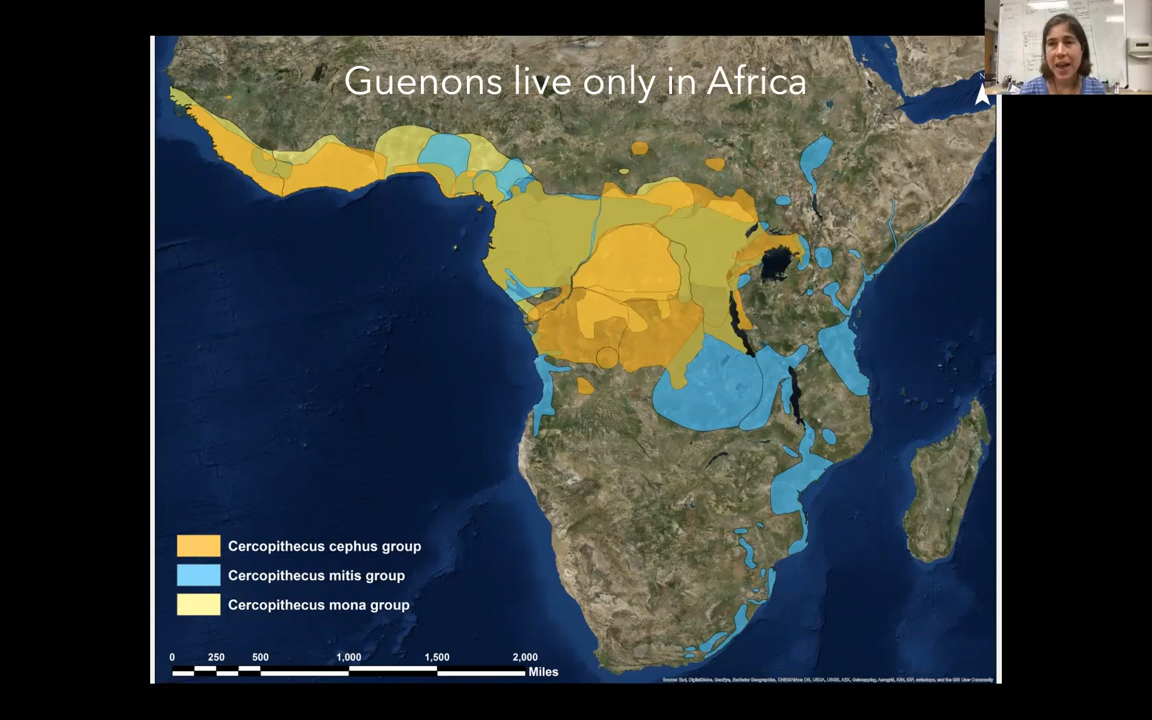 Guenons live only in Africa
N
Cercopithecus cephus group
Cercopithecus mitis group
Cercopithecus mona group
0 250 500 1,000 1,500 2,000
Miles